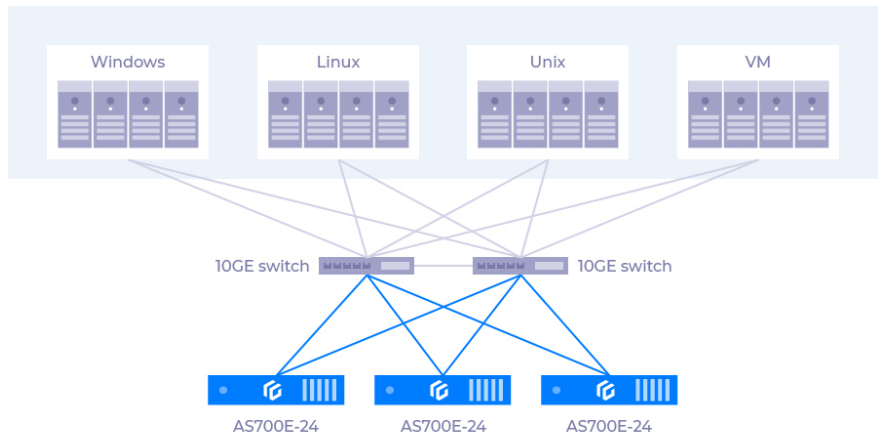 Windows
Linux
Unix
VM
10GE switch
10GE switch
AS700E-24
AS700E-24
AS700E-24